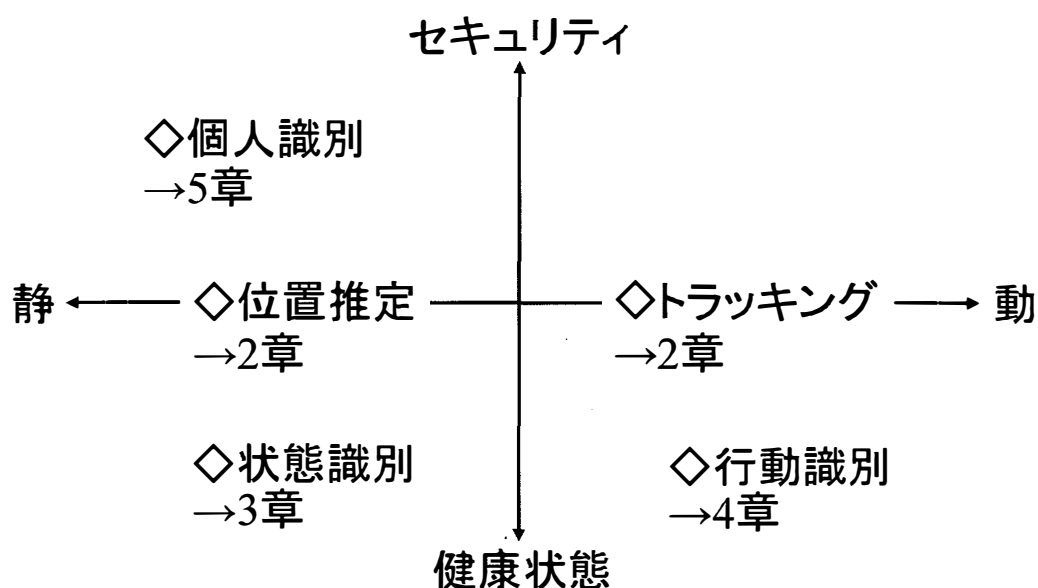 セキュリティ
◇個人識別
→5章
静
◇位置推定
→2章
◇トラッキング
→2章
動
◇状態識別
→3章
◇行動識別
→4章
健康状態